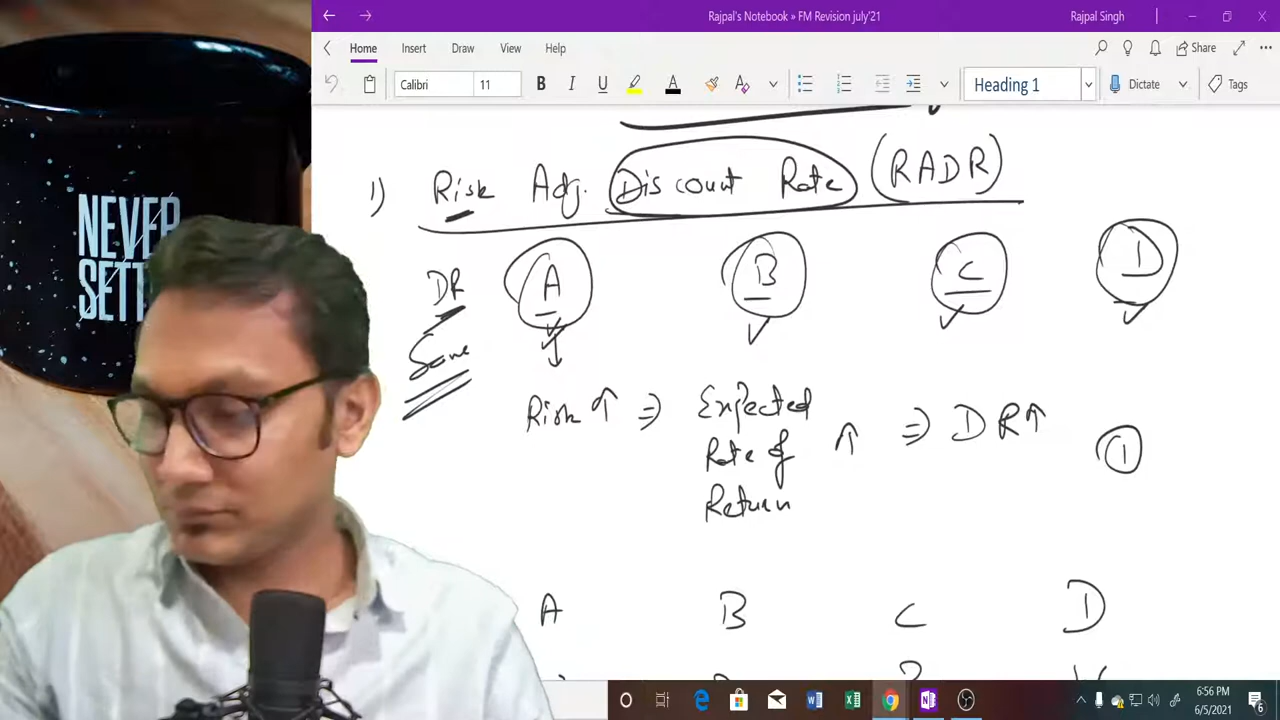 Rajpal's Notebook » FM Revision july'21
Rajpal Singh
Home Insert Draw View Help
Share
Calibri 11 B I U A Heading 1 Dictate Tags
1) Risk Adj. Discount Rate (RADR)
DR A B C D
Same
Risk ↑ ⇒ Expected Rate of Return ↑ ⇒ DR ↑ 1
A B C D
NEVER
SETT
6:56 PM
6/5/2021
6